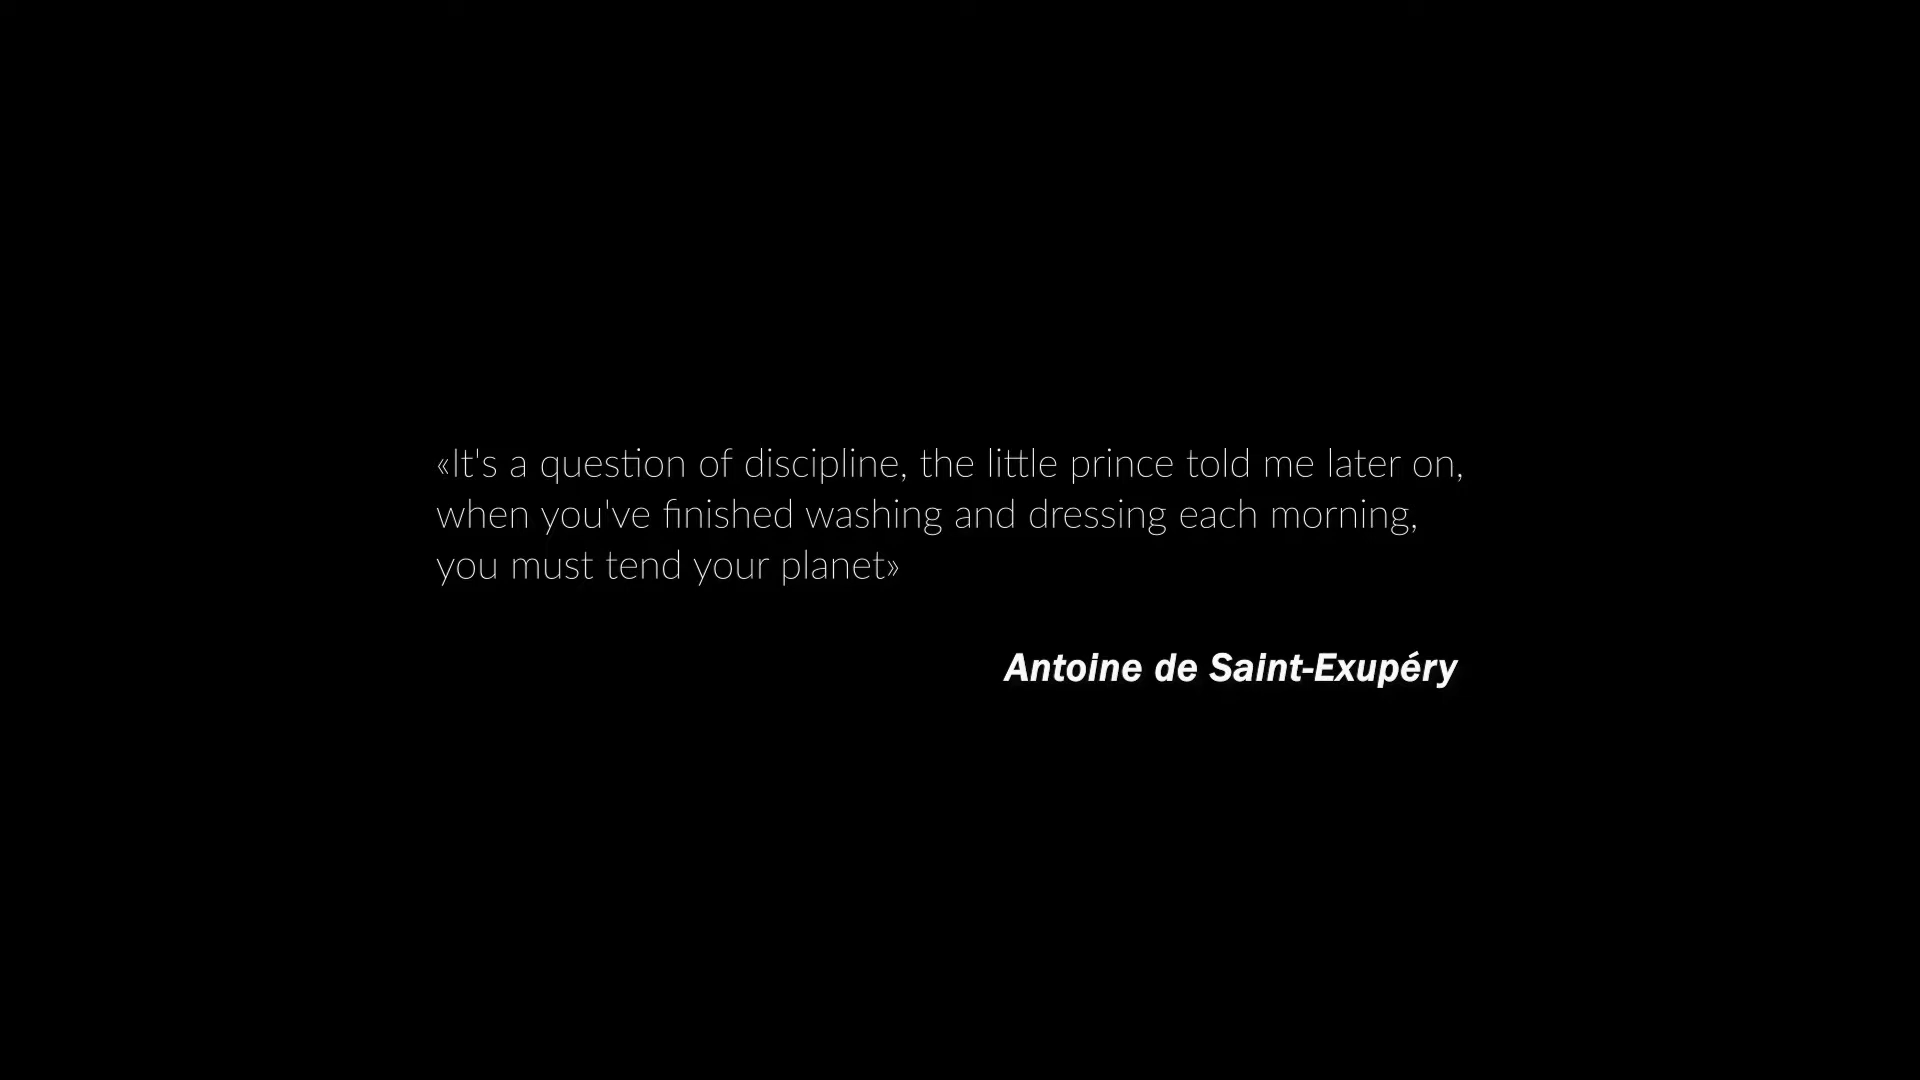 «It's a question of discipline, the little prince told me later on,
when you've finished washing and dressing each morning,
you must tend your planet»
Antoine de Saint-Exupéry